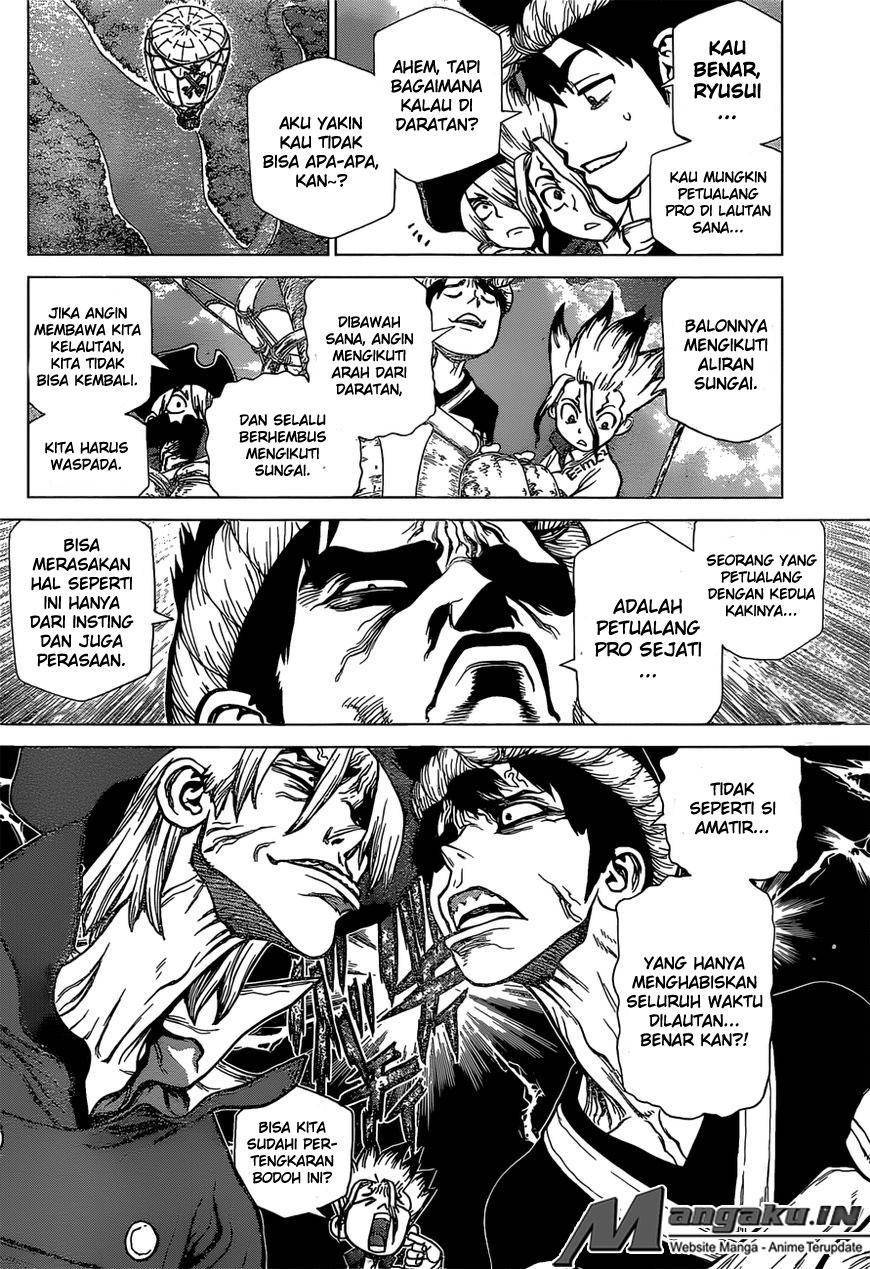 KAU
BENAR,
RYUSUI
KAU MUNGKIN
PETUALANG
PRO DI LAUTAN
SANA...
AHEM, TAPI
BAGAIMANA
KALAU DI
DARATAN?
AKU YAKIN
KAU TIDAK
BISA APA-APA,
KAN~?
BALONNYA
MENGIKUTI
ALIRAN
SUNGAI.
DIBAWAH
SANA, ANGIN
MENGIKUTI
ARAH DARI
DARATAN,
DAN SELALU
BERHEMBUS
MENGIKUTI
SUNGAI.
JIKA ANGIN
MEMBAWA KITA
KELAUTAN,
KITA TIDAK
BISA KEMBALI.
KITA HARUS
WASPADA.
SEORANG YANG
PETUALANG
DENGAN KEDUA
KAKINYA...
ADALAH
PETUALANG
PRO SEJATI
...
BISA
MERASAKAN
HAL SEPERTI
INI HANYA
DARI INSTING
DAN JUGA
PERASAAN.
TIDAK
SEPERTI SI
AMATIR...
YANG HANYA
MENGHABISKAN
SELURUH WAKTU
DILAUTAN...
BENAR KAN?!
BISA KITA
SUDAHI PER-
TENGKARAN
BODOH INI?
Mangaku.iN
Website Manga - Anime Terupdate